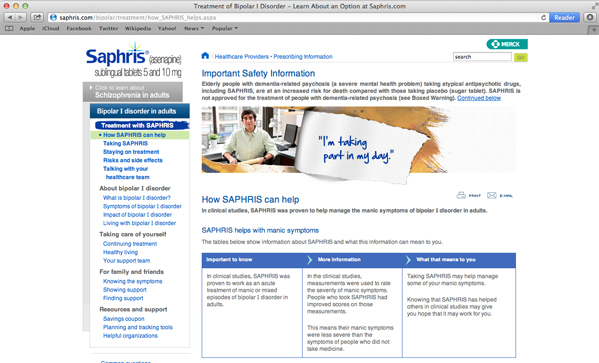 Treatment of Bipolar I Disorder – Learn About an Option at Saphris.com
saphris.com/bipolar/treatment/how_SAPHRIS_helps.aspx
Reader
Apple iCloud Facebook Twitter Wikipedia Yahoo! News Popular
MERCK
Saphris® (asenapine)
sublingual tablets 5 and 10 mg
Healthcare Providers • Prescribing Information
search
GO
Click to learn about
Schizophrenia in adults
Bipolar I disorder in adults
Treatment with SAPHRIS
How SAPHRIS can help
Taking SAPHRIS
Staying on treatment
Risks and side effects
Talking with your
healthcare team
About bipolar I disorder
What is bipolar I disorder?
Symptoms of bipolar I disorder
Impact of bipolar I disorder
Living with bipolar I disorder
Taking care of yourself
Continuing treatment
Healthy living
Your support team
For family and friends
Knowing the symptoms
Showing support
Finding support
Resources and support
Savings coupon
Planning and tracking tools
Helpful organizations
Common questions
Important Safety Information
Elderly people with dementia-related psychosis (a severe mental health problem) taking atypical antipsychotic drugs,
including SAPHRIS, are at an increased risk for death compared with those taking placebo (sugar tablet). SAPHRIS is
not approved for the treatment of people with dementia-related psychosis (see Boxed Warning). Continued below
"I'm taking
part in my day."
PRINT E-MAIL
How SAPHRIS can help
In clinical studies, SAPHRIS was proven to help manage the manic symptoms of bipolar I disorder in adults.
SAPHRIS helps with manic symptoms
The tables below show information about SAPHRIS and what this information can mean to you.
Important to know
In clinical studies, SAPHRIS was
proven to work as an acute
treatment of manic or mixed
episodes of bipolar I disorder in
adults.
More information
In the clinical studies,
measurements were used to rate
the severity of manic symptoms.
People who took SAPHRIS had
improved scores on those
measurements.
This means their manic symptoms
were less severe than the
symptoms of people who did not
take medicine.
What that means to you
Taking SAPHRIS may help manage
some of your manic symptoms.
Knowing that SAPHRIS has helped
others in clinical studies may give
you hope that it may work for you.